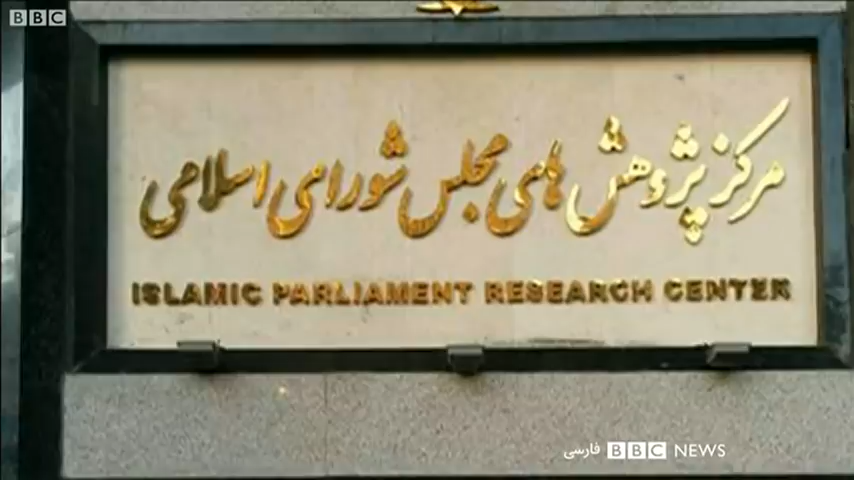 BBC
مرکز پژوهش های مجلس شورای اسلامی
ISLAMIC PARLIAMENT RESEARCH CENTER
BBC NEWS فارسی